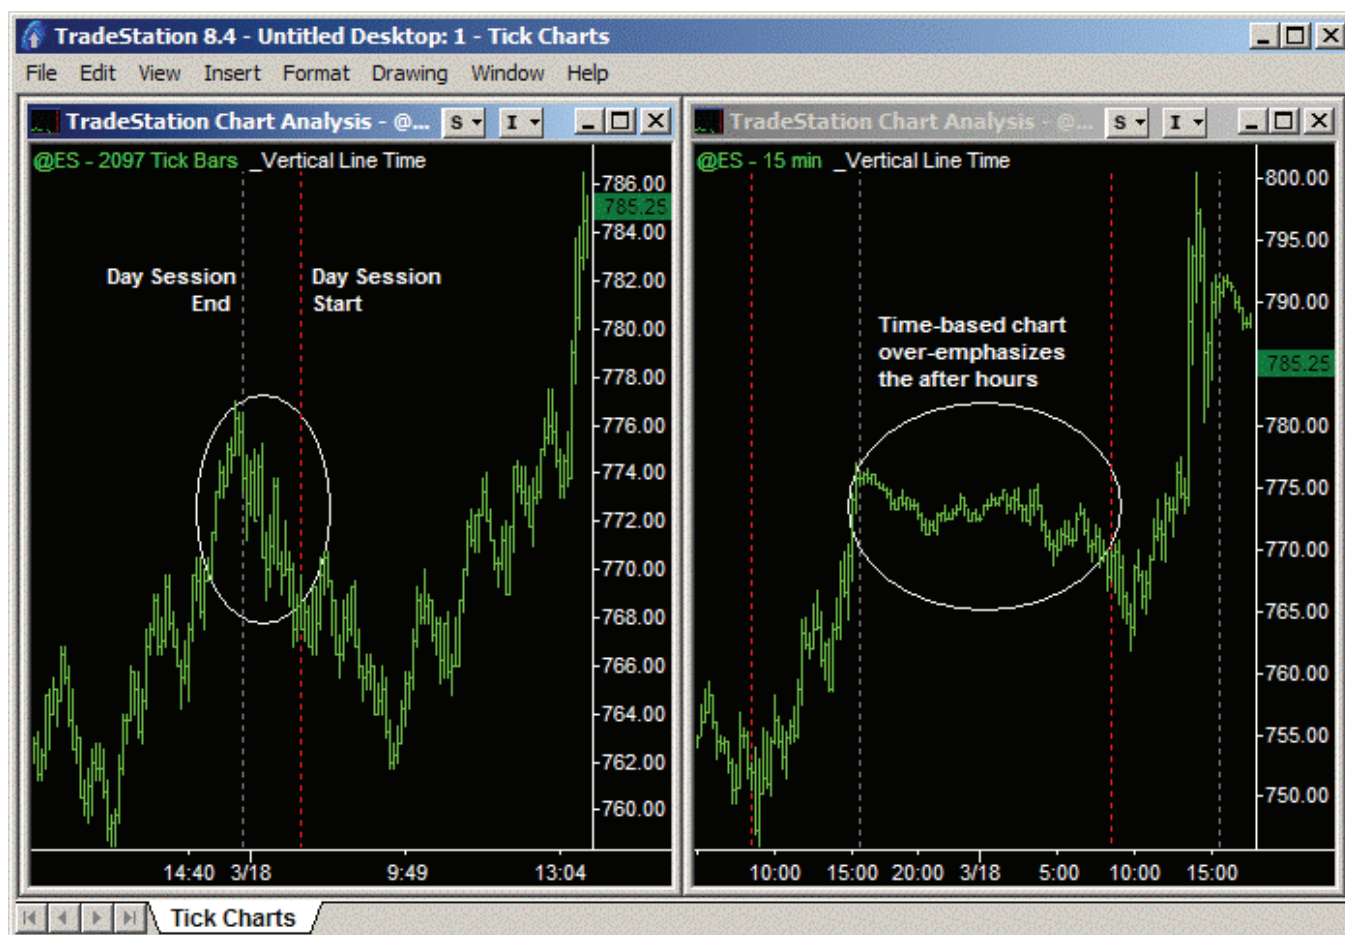 TradeStation 8.4 - Untitled Desktop: 1 - Tick Charts
File Edit View Insert Format Drawing Window Help
TradeStation Chart Analysis - @... S I
@ES - 2097 Tick Bars _Vertical Line Time
Day Session
End
Day Session
Start
786.00
785.25
784.00
782.00
780.00
778.00
776.00
774.00
772.00
770.00
768.00
766.00
764.00
762.00
760.00
14:40 3/18 9:49 13:04
TradeStation Chart Analysis - @... S I
@ES - 15 min _Vertical Line Time
Time-based chart
over-emphasizes
the after hours
800.00
795.00
790.00
785.25
780.00
775.00
770.00
765.00
760.00
755.00
750.00
10:00 15:00 20:00 3/18 5:00 10:00 15:00
Tick Charts